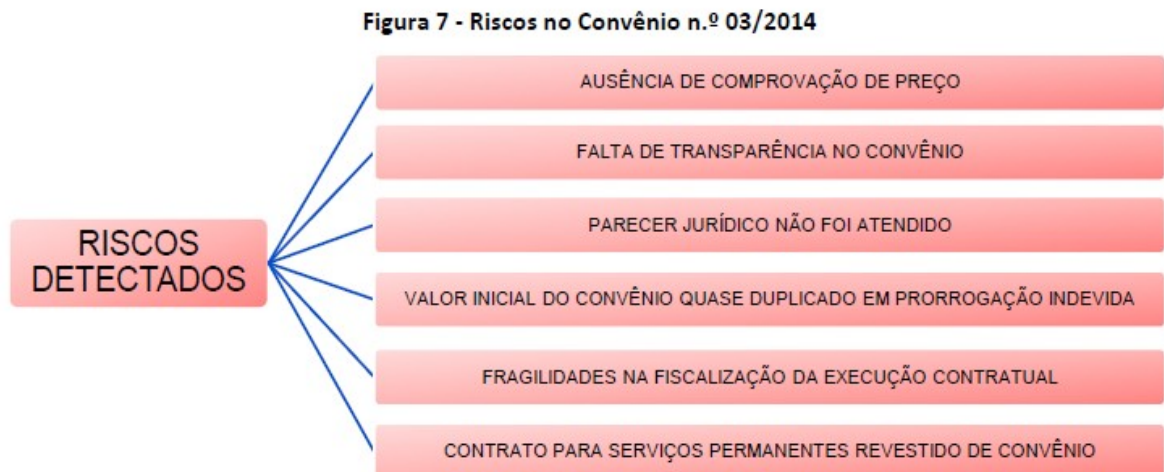 Figura 7 - Riscos no Convênio n.º 03/2014
RISCOS
DETECTADOS
AUSÊNCIA DE COMPROVAÇÃO DE PREÇO
FALTA DE TRANSPARÊNCIA NO CONVÊNIO
PARECER JURÍDICO NÃO FOI ATENDIDO
VALOR INICIAL DO CONVÊNIO QUASE DUPLICADO EM PRORROGAÇÃO INDEVIDA
FRAGILIDADES NA FISCALIZAÇÃO DA EXECUÇÃO CONTRATUAL
CONTRATO PARA SERVIÇOS PERMANENTES REVESTIDO DE CONVÊNIO